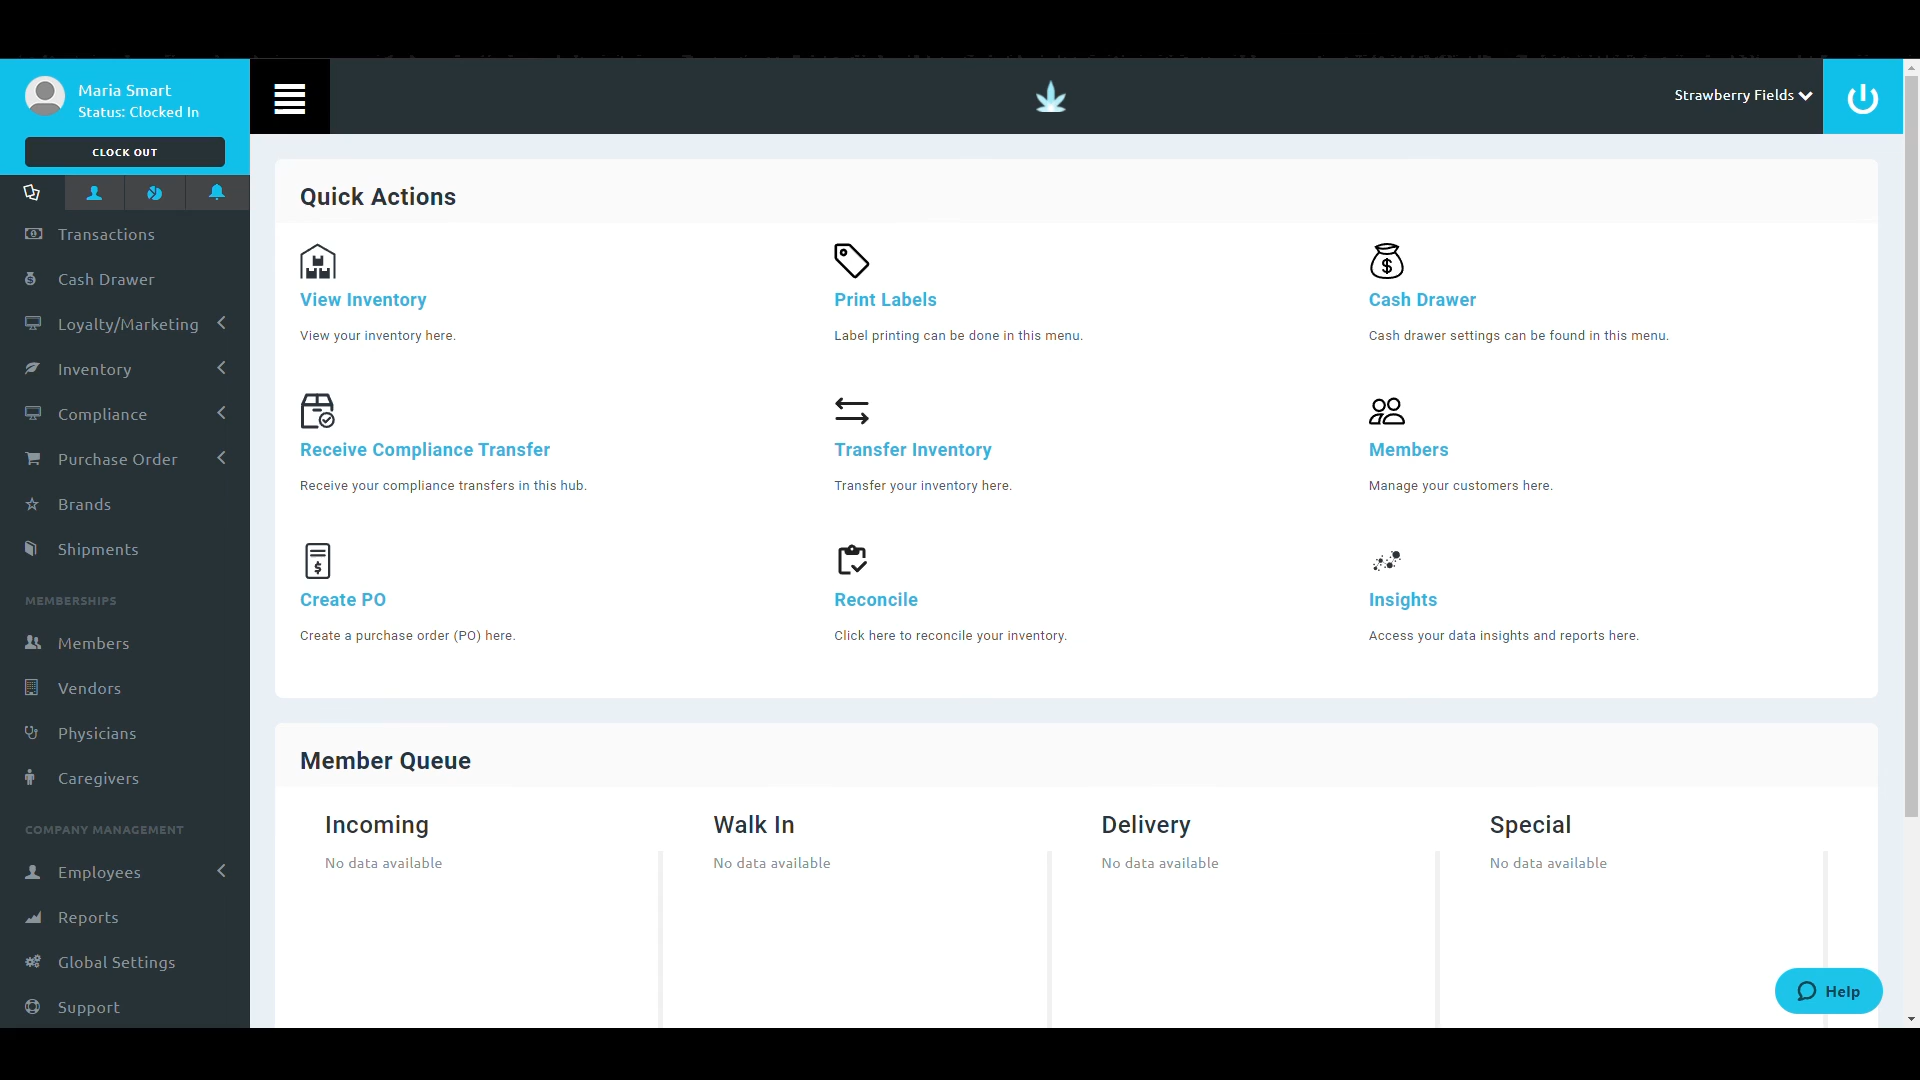 Maria Smart
Status: Clocked In
CLOCK OUT
Strawberry Fields
Transactions
Cash Drawer
Loyalty/Marketing
Inventory
Compliance
Purchase Order
Brands
Shipments
MEMBERSHIPS
Members
Vendors
Physicians
Caregivers
COMPANY MANAGEMENT
Employees
Reports
Global Settings
Support
Quick Actions
View Inventory
View your inventory here.
Print Labels
Label printing can be done in this menu.
Cash Drawer
Cash drawer settings can be found in this menu.
Receive Compliance Transfer
Receive your compliance transfers in this hub.
Transfer Inventory
Transfer your inventory here.
Members
Manage your customers here.
Create PO
Create a purchase order (PO) here.
Reconcile
Click here to reconcile your inventory.
Insights
Access your data insights and reports here.
Member Queue
Incoming
No data available
Walk In
No data available
Delivery
No data available
Special
No data available
Help